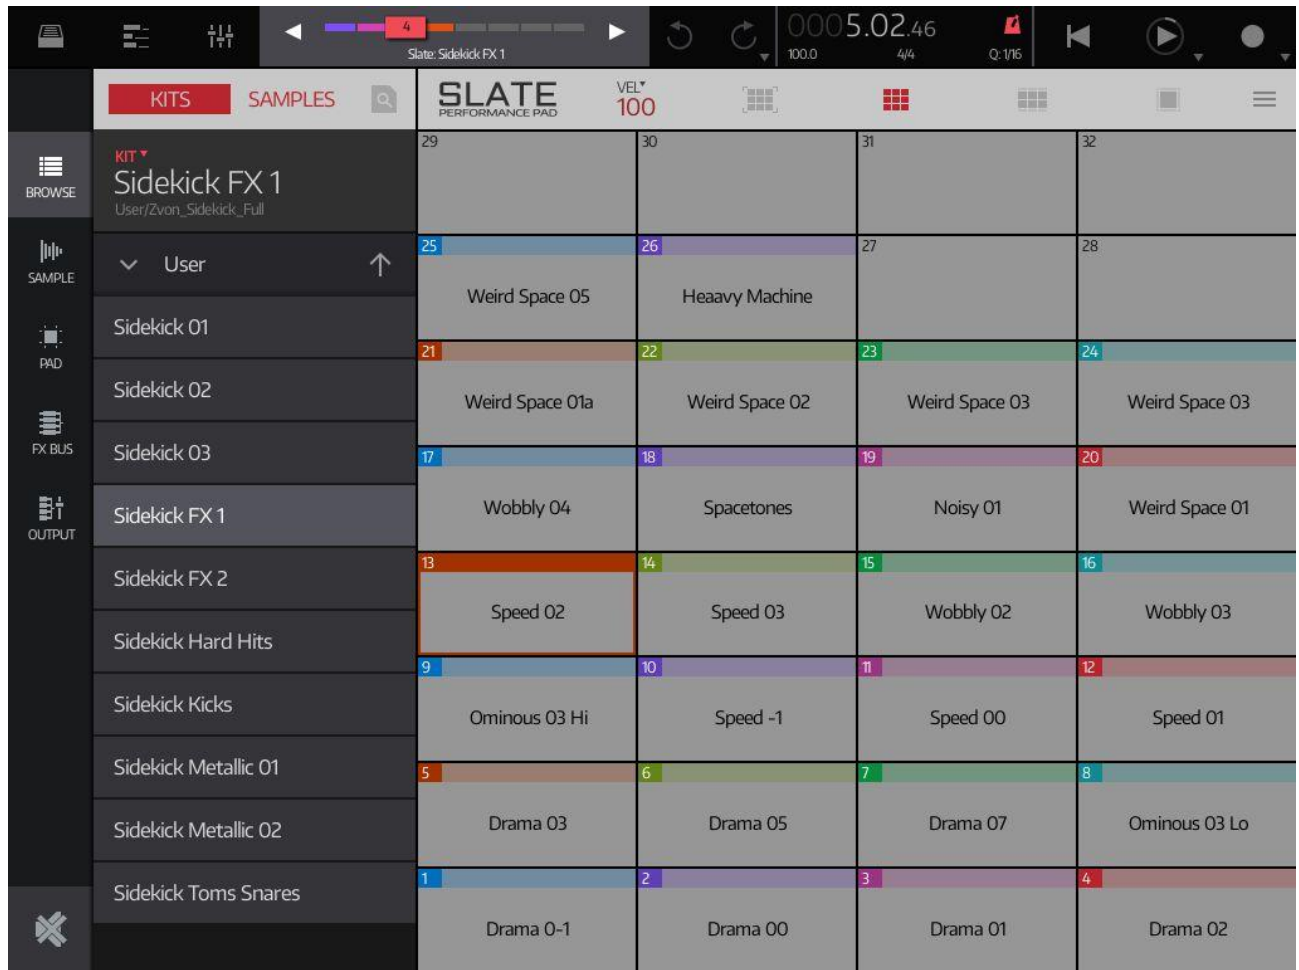 4
Slate: Sidekick FX 1
0005.02.46
100.0
4/4
Q: 1/16
KITS
SAMPLES
SLATE
PERFORMANCE PAD
VEL
100
BROWSE
SAMPLE
PAD
FX BUS
OUTPUT
KIT
Sidekick FX 1
User/Zvon_Sidekick_Full
User
Sidekick 01
Sidekick 02
Sidekick 03
Sidekick FX 1
Sidekick FX 2
Sidekick Hard Hits
Sidekick Kicks
Sidekick Metallic 01
Sidekick Metallic 02
Sidekick Toms Snares
29
30
31
32
25
Weird Space 05
26
Heaavy Machine
27
28
21
Weird Space 01a
22
Weird Space 02
23
Weird Space 03
24
Weird Space 03
17
Wobbly 04
18
Spacetones
19
Noisy 01
20
Weird Space 01
13
Speed 02
14
Speed 03
15
Wobbly 02
16
Wobbly 03
9
Ominous 03 Hi
10
Speed -1
11
Speed 00
12
Speed 01
5
Drama 03
6
Drama 05
7
Drama 07
8
Ominous 03 Lo
1
Drama 0-1
2
Drama 00
3
Drama 01
4
Drama 02